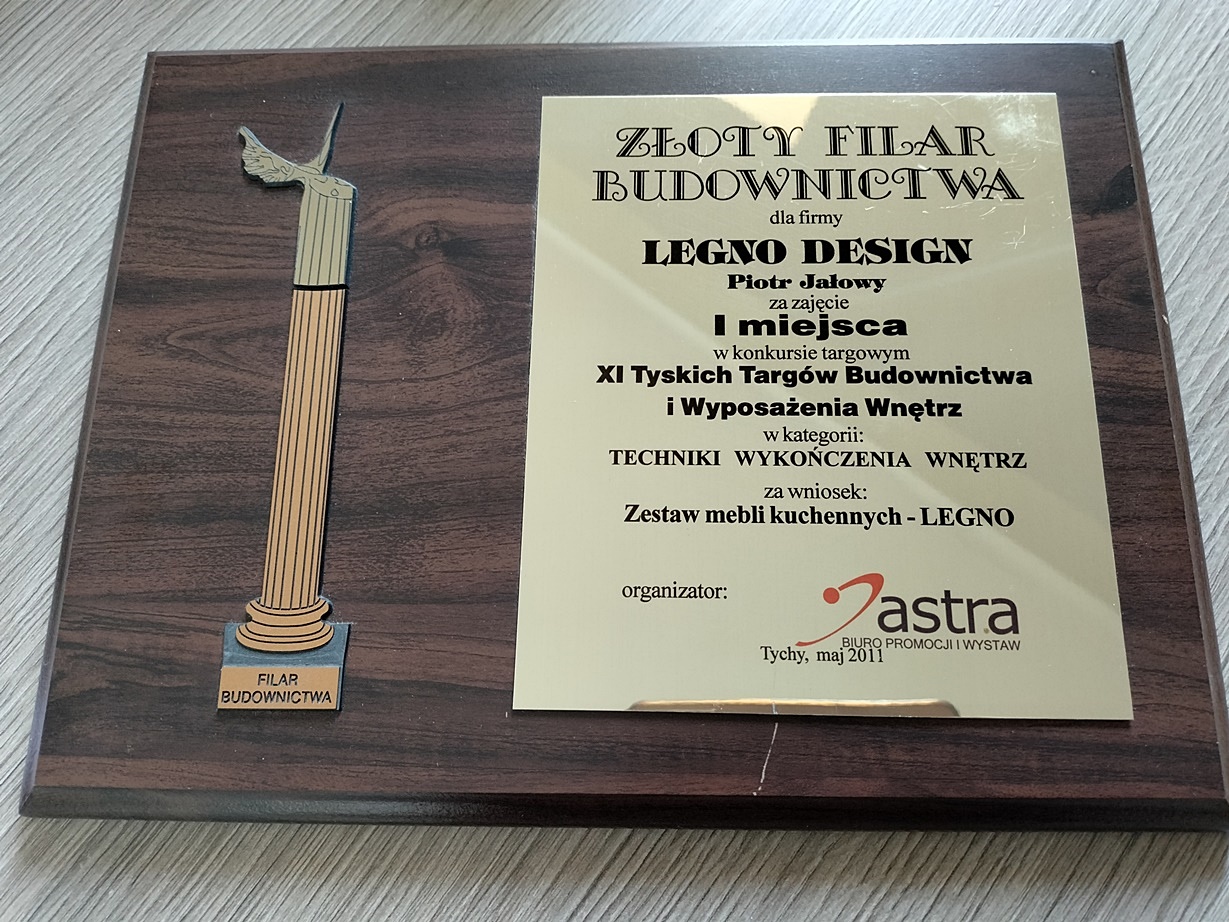 ZŁOTY FILAR
BUDOWNICTWA
dla firmy
LEGNO DESIGN
Piotr Jałowy
za zajęcie
I miejsca
w konkursie targowym
XI Tyskich Targów Budownictwa
i Wyposażenia Wnętrz
w kategorii:
TECHNIKI WYKOŃCZENIA WNĘTRZ
za wniosek:
Zestaw mebli kuchennych - LEGNO
organizator:
astra
BIURO PROMOCJI I WYSTAW
Tychy, maj 2011
FILAR
BUDOWNICTWA